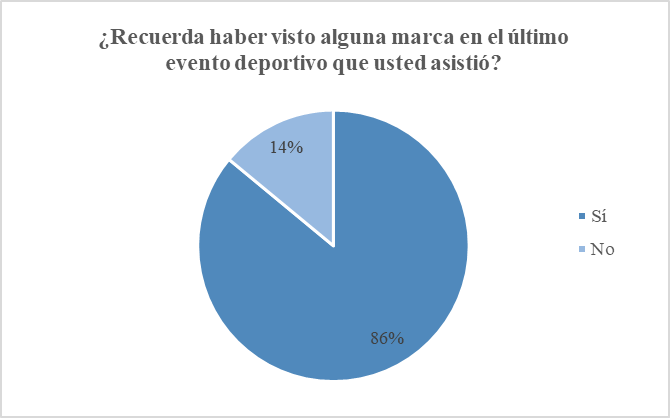 ¿Recuerda haber visto alguna marca en el último
evento deportivo que usted asistió?
14%
Sí
No
86%